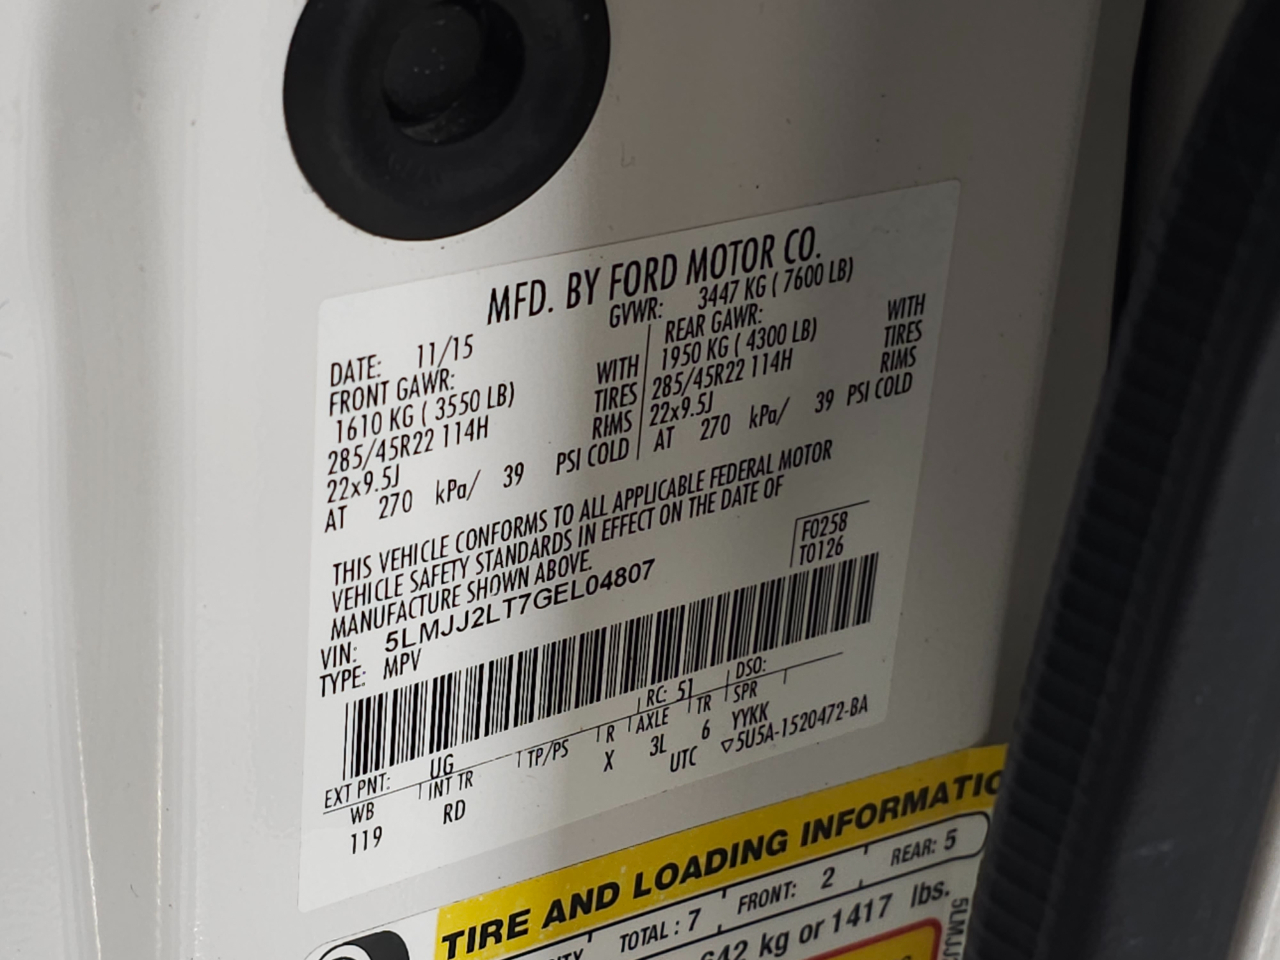 MFD. BY FORD MOTOR CO.
DATE: 11/15
GVWR: 3447 KG ( 7600 LB)
FRONT GAWR:
1610 KG ( 3550 LB)
WITH
285/45R22 114H
TIRES
22x9.5J
RIMS
AT 270 kPa/ 39 PSI COLD
REAR GAWR:
1950 KG ( 4300 LB)
WITH
285/45R22 114H
TIRES
22x9.5J
RIMS
AT 270 kPa/ 39 PSI COLD
THIS VEHICLE CONFORMS TO ALL APPLICABLE FEDERAL MOTOR
VEHICLE SAFETY STANDARDS IN EFFECT ON THE DATE OF
MANUFACTURE SHOWN ABOVE.
F0258
T0126
VIN: 5LMJJ2LT7GEL04807
TYPE: MPV
EXT PNT: UG RC: 51 DSO:
WB INT TR TP/PS R AXLE TR SPR
119 RD X 3L 6 YYKK
UTC ▽5U5A-1520472-BA
TIRE AND LOADING INFORMATIO
TOTAL : 7 FRONT: 2 REAR: 5
642 kg or 1417 lbs.
5LMJJ